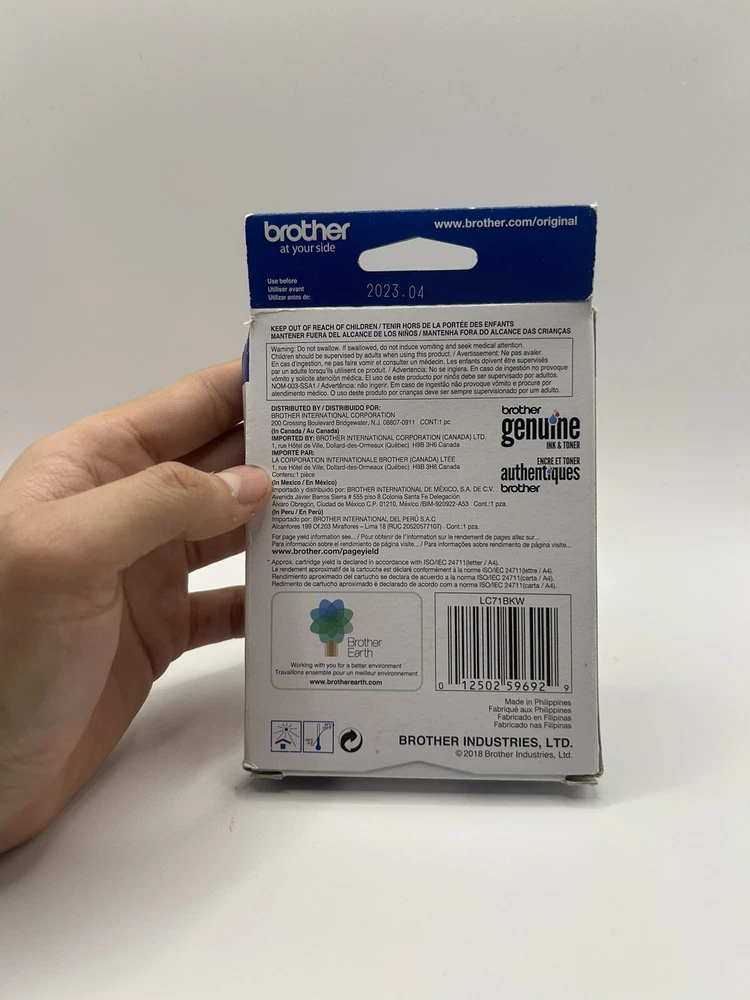 brother
at your side
www.brother.com/original
Use before
Utiliser avant
Utilizar antes de:
2023.04
KEEP OUT OF REACH OF CHILDREN / TENIR HORS DE LA PORTÉE DES ENFANTS
MANTENER FUERA DEL ALCANCE DE LOS NIÑOS / MANTENHA FORA DO ALCANCE DAS CRIANÇAS
Warning: Do not swallow. If swallowed, do not induce vomiting and seek medical attention.
Children should be supervised by adults when using this product. / Avertissement: Ne pas avaler.
En cas d'ingestion, ne pas faire vomir et consulter un médecin. Les enfants doivent être supervisés
par un adulte lors de l'utilisation. / Advertencia: No se ingiera. En caso de ingestión no provoque
vómito y solicite atención médica. El uso de este producto por niños debe ser supervisado por adultos.
NOM-003-SSA1 / Advertência: não ingerir. Em caso de ingestão não provoque vômito e procure por
atendimento médico. O uso deste produto por crianças deve ser sempre supervisionado por um adulto.
DISTRIBUTED BY / DISTRIBUIDO POR:
BROTHER INTERNATIONAL CORPORATION
200 Crossing Boulevard Bridgewater, N.J. 08807-0911 CONT:1 pc
(In Canada / Au Canada)
IMPORTED BY: BROTHER INTERNATIONAL CORPORATION (CANADA) LTD.
1, rue Hôtel de Ville, Dollard-des-Ormeaux (Québec) H9B 3H6 Canada
IMPORTÉ PAR:
LA CORPORATION INTERNATIONALE BROTHER (CANADA) LTÉE
1, rue Hôtel de Ville, Dollard-des-Ormeaux (Québec) H9B 3H6 Canada
Contenu:1 pièce
(In Mexico / En México)
Importado y distribuido por: BROTHER INTERNATIONAL DE MÉXICO, S.A. DE C.V.
Avenida Javier Barros Sierra # 555 piso 8 Colonia Santa Fe Delegación
Álvaro Obregón, Ciudad de México C.P. 01210, México /BIM-920922-A53 Cont.:1 pza.
(In Peru / En Perú)
Importado por: BROTHER INTERNATIONAL DEL PERÚ S.A.C
Alcanfores 199 Of.203 Miraflores – Lima 18 (RUC 20520577107) Cont.:1 pza.
For page yield information see... / Pour obtenir de l'information sur le rendement de pages allez sur...
Para información sobre el rendimiento de página visite... / Para informações sobre rendimento de página visite...
www.brother.com/pageyield
* Approx. cartridge yield is declared in accordance with ISO/IEC 24711(letter / A4).
Le rendement approximatif de la cartouche est déclaré conformément à la norme ISO/IEC 24711(lettre / A4).
Rendimiento aproximado del cartucho se declara de acuerdo a la norma ISO/IEC 24711(carta / A4).
Redimento de cartucho aproximado é declarado de acordo com a norma ISO/IEC 24711(carta / A4).
brother
genuine
INK & TONER
ENCRE ET TONER
authentiques
brother
Brother
Earth
Working with you for a better environment
Travaillons ensemble pour un meilleur environnement
www.brotherearth.com
LC71BKW
0 12502 59692 9
Made in Philippines
Fabriqué aux Philippines
Fabricado en Filipinas
Fabricado nas Filipinas
BROTHER INDUSTRIES, LTD.
© 2018 Brother Industries, Ltd.